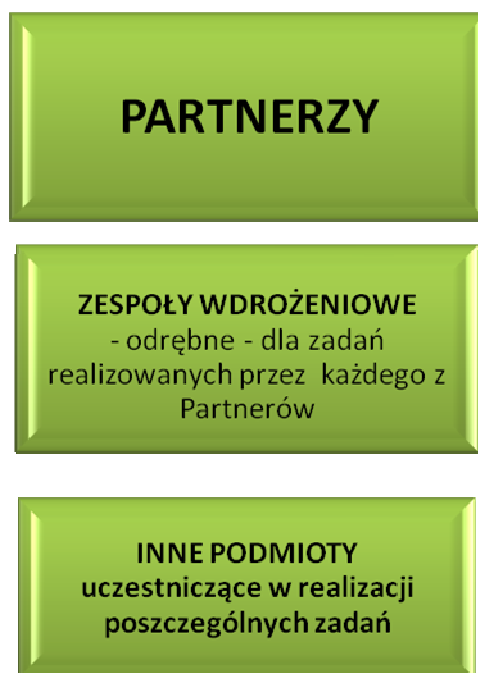 PARTNERZY
ZESPOŁY WDROŻENIOWE
- odrębne - dla zadań
realizowanych przez każdego z
Partnerów
INNE PODMIOTY
uczestniczące w realizacji
poszczególnych zadań